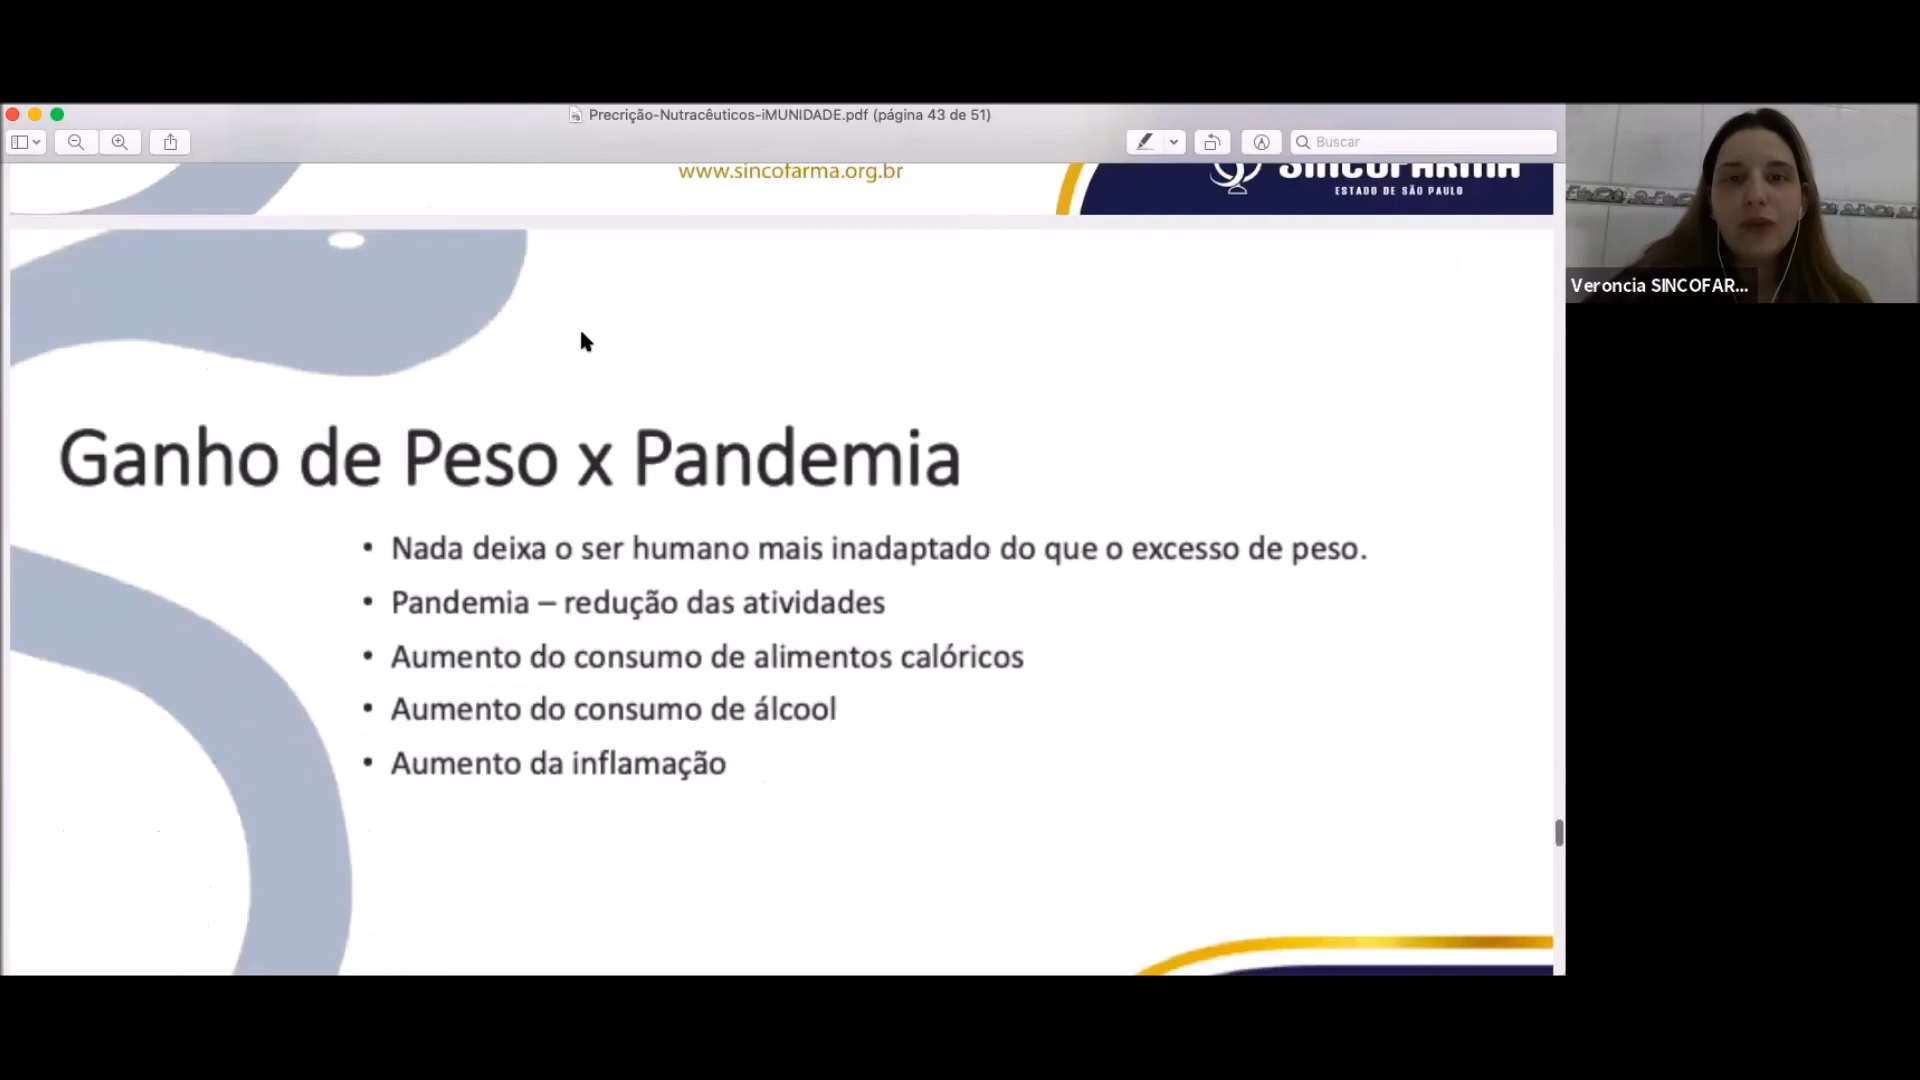 Precrição-Nutracêuticos-iMUNIDADE.pdf (página 43 de 51)
Buscar
www.sincofarma.org.br
SINCOFARMA
ESTADO DE SÃO PAULO
Veroncia SINCOFAR...
Ganho de Peso x Pandemia
• Nada deixa o ser humano mais inadaptado do que o excesso de peso.
• Pandemia – redução das atividades
• Aumento do consumo de alimentos calóricos
• Aumento do consumo de álcool
• Aumento da inflamação